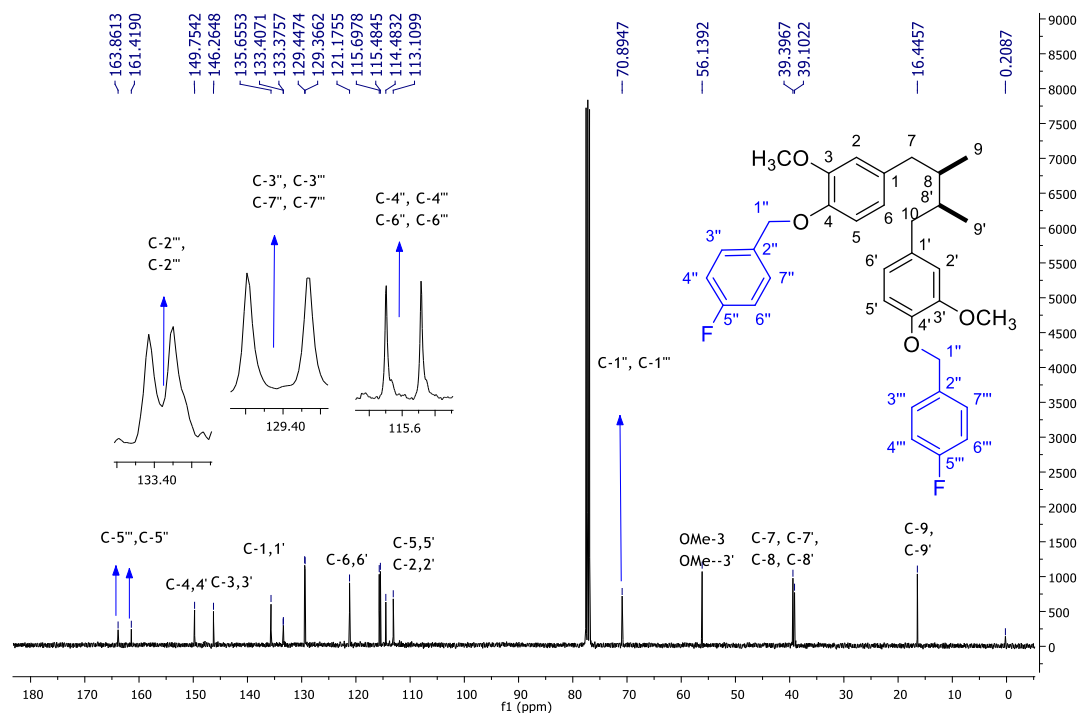 163.8613
161.4190
149.7542
146.2648
135.6553
133.4071
133.3757
129.4474
129.3662
121.1755
115.6978
115.4845
114.4832
113.1099
70.8947
56.1392
39.3967
39.1022
16.4457
0.2087
9000
8500
8000
7500
7000
6500
6000
5500
5000
4500
4000
3500
3000
2500
2000
1500
1000
500
0
C-2''',
C-2'''
133.40
C-3'', C-3'''
C-7'', C-7'''
129.40
C-4'', C-4'''
C-6'', C-6'''
115.6
H₃CO
3
2
7
9
1
8
8'
4
5
6
10
9'
O
1''
3''
2''
4''
7''
5''
6''
F
1'
6'
2'
5'
3'
4'
OCH3
O
1''
2''
3'''
7'''
4'''
6'''
5'''
F
C-1'', C-1'''
C-5''',C-5''
C-4,4'
C-3,3'
C-1,1'
C-6,6'
C-5,5'
C-2,2'
OMe-3
OMe--3'
C-7, C-7',
C-8, C-8'
C-9,
C-9'
180 170 160 150 140 130 120 110 100 90 80 70 60 50 40 30 20 10 0
f1 (ppm)